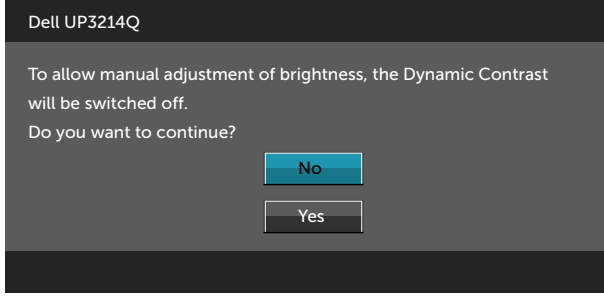 Dell UP3214Q
To allow manual adjustment of brightness, the Dynamic Contrast
will be switched off.
Do you want to continue?
No
Yes